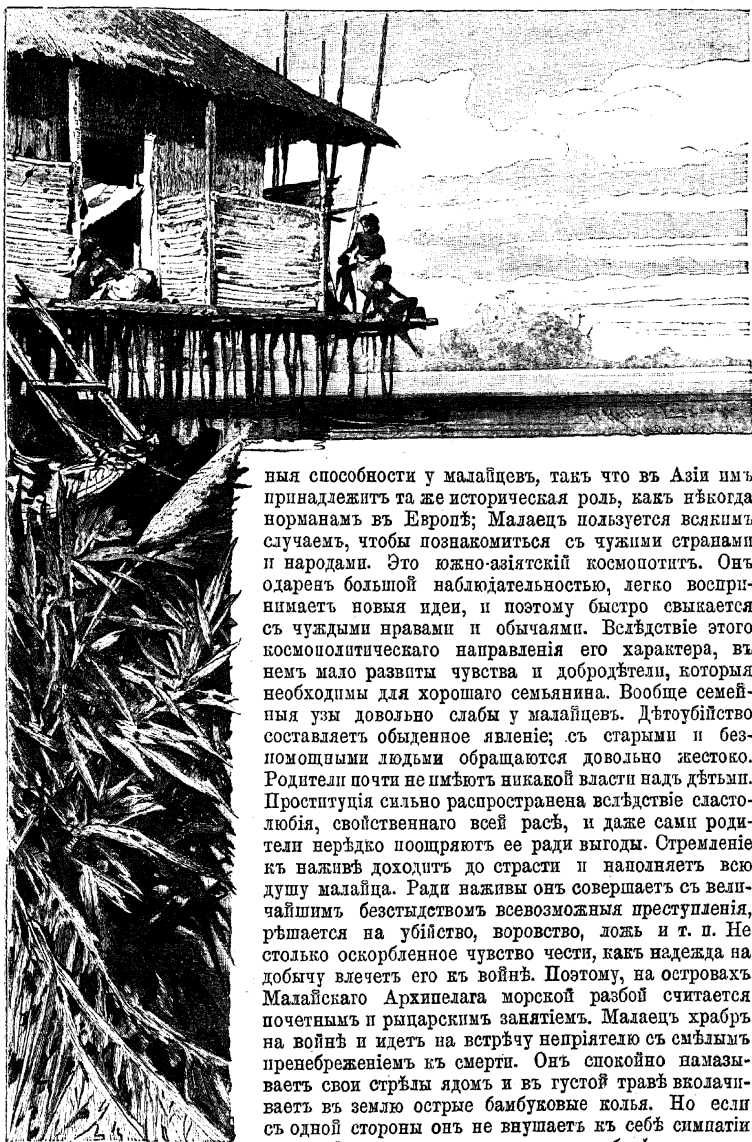 ныя способности у малайцевъ, такъ что въ Азіи имъ
принадлежитъ та же историческая роль, какъ нѣкогда
норманамъ въ Европѣ; Малаецъ пользуется всякимъ
случаемъ, чтобы познакомиться съ чужими странами
и народами. Это южно-азіятскій космопотитъ. Онъ
одаренъ большой наблюдательностью, легко воспри-
нимаетъ новыя идеи, и поэтому быстро свыкается
съ чуждыми нравами и обычаями. Вслѣдствіе этого
космополитическаго направленія его характера, въ
немъ мало развиты чувства и добродѣтели, которыя
необходимы для хорошаго семьянина. Вообще семей-
ныя узы довольно слабы у малайцевъ. Дѣтоубійство
составляетъ обыденное явленіе; съ старыми и без-
помощными людьми обращаются довольно жестоко.
Родители почти не имѣютъ никакой власти надъ дѣтьми.
Проституція сильно распространена вслѣдствіе сласто-
любія, свойственнаго всей расѣ, и даже сами роди-
тели нерѣдко поощряютъ ее ради выгоды. Стремленіе
къ наживѣ доходитъ до страсти и наполняетъ всю
душу малайца. Ради наживы онъ совершаетъ съ вели-
чайшимъ безстыдствомъ всевозможныя преступленія,
рѣшается на убійство, воровство, ложь и т. п. Не
столько оскорбленное чувство чести, какъ надежда на
добычу влечетъ его къ войнѣ. Поэтому, на островахъ
Малайскаго Архипелага морской разбой считается
почетнымъ и рыцарскимъ занятіемъ. Малаецъ храбръ
на войнѣ и идетъ на встрѣчу непріятелю съ смѣлымъ
пренебреженіемъ къ смерти. Онъ спокойно намазы-
ваетъ свои стрѣлы ядомъ и въ густой травѣ вколачи-
ваетъ въ землю острые бамбуковые колья. Но если
съ одной стороны онъ не внушаетъ къ себѣ симпатіи